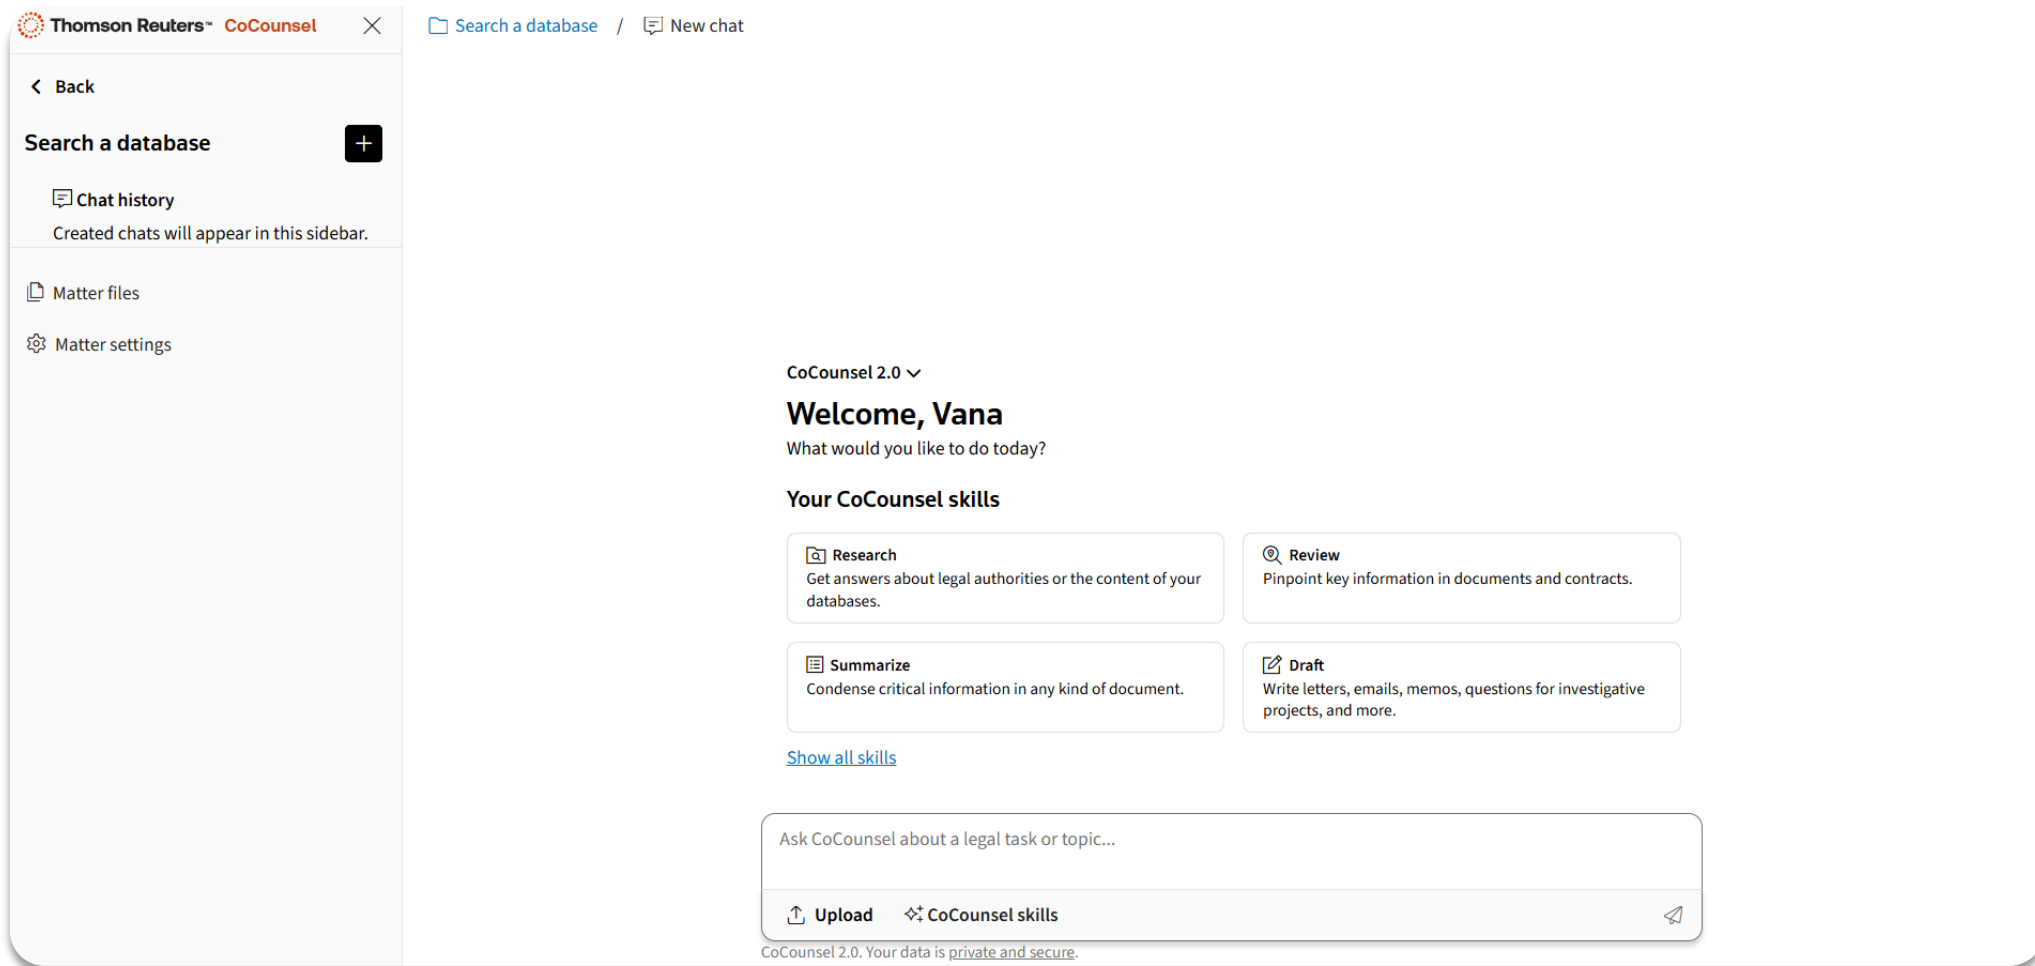 Thomson Reuters™ CoCounsel
Search a database / New chat
Back
Search a database
Chat history
Created chats will appear in this sidebar.
Matter files
Matter settings
CoCounsel 2.0
Welcome, Vana
What would you like to do today?
Your CoCounsel skills
Research
Get answers about legal authorities or the content of your
databases.
Review
Pinpoint key information in documents and contracts.
Summarize
Condense critical information in any kind of document.
Draft
Write letters, emails, memos, questions for investigative
projects, and more.
Show all skills
Ask CoCounsel about a legal task or topic...
Upload CoCounsel skills
CoCounsel 2.0. Your data is private and secure.